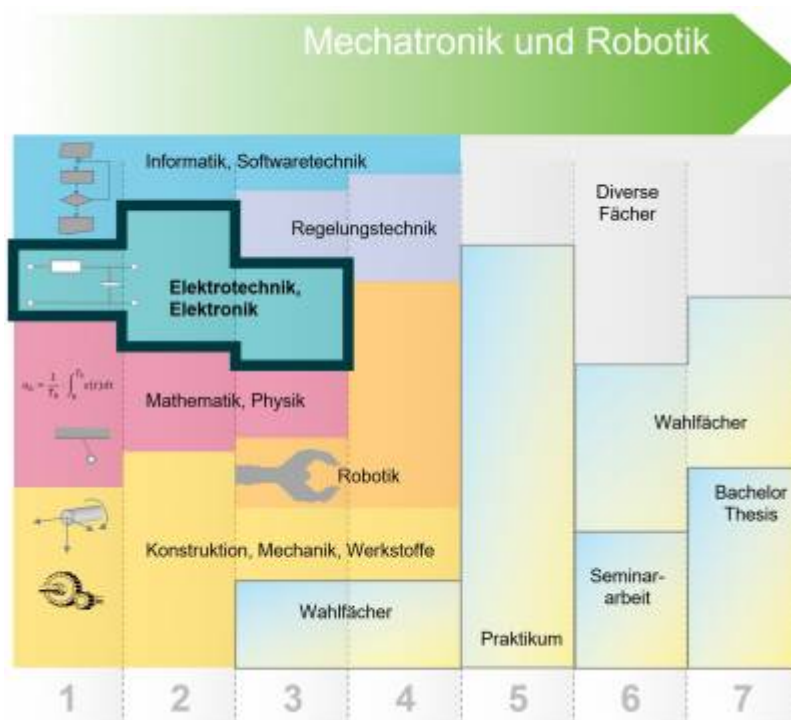 Mechatronik und Robotik
Informatik, Softwaretechnik
Diverse
Fächer
Regelungstechnik
Elektrotechnik,
Elektronik
Mathematik, Physik
Wahlfächer
Robotik
Bachelor
Thesis
Konstruktion, Mechanik, Werkstoffe
Seminar-
arbeit
Wahlfächer
Praktikum
1 2 3 4 5 6 7